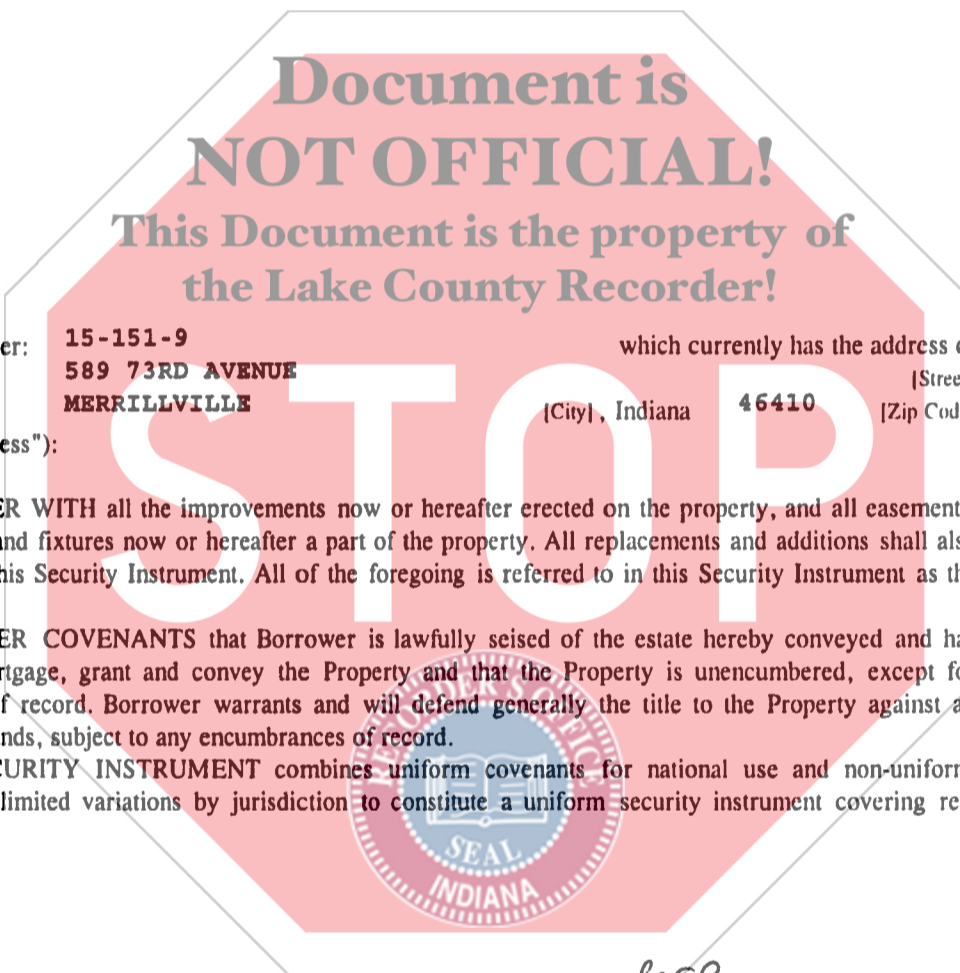 Document is
NOT OFFICIAL!
This Document is the property of
the Lake County Recorder!
er: 15-151-9 which currently has the address
589 73RD AVENUE [Stree
MERRILLVILLE [City], Indiana 46410 [Zip Cod
ess"):
STOP
ER WITH all the improvements now or hereafter erected on the property, and all easement
nd fixtures now or hereafter a part of the property. All replacements and additions shall als
his Security Instrument. All of the foregoing is referred to in this Security Instrument as th
ER COVENANTS that Borrower is lawfully seised of the estate hereby conveyed and ha
rtgage, grant and convey the Property and that the Property is unencumbered, except fo
f record. Borrower warrants and will defend generally the title to the Property against a
nds, subject to any encumbrances of record.
CURITY INSTRUMENT combines uniform covenants for national use and non-uniform
limited variations by jurisdiction to constitute a uniform security instrument covering re
RECORDER'S OFFICE
SEAL
INDIANA